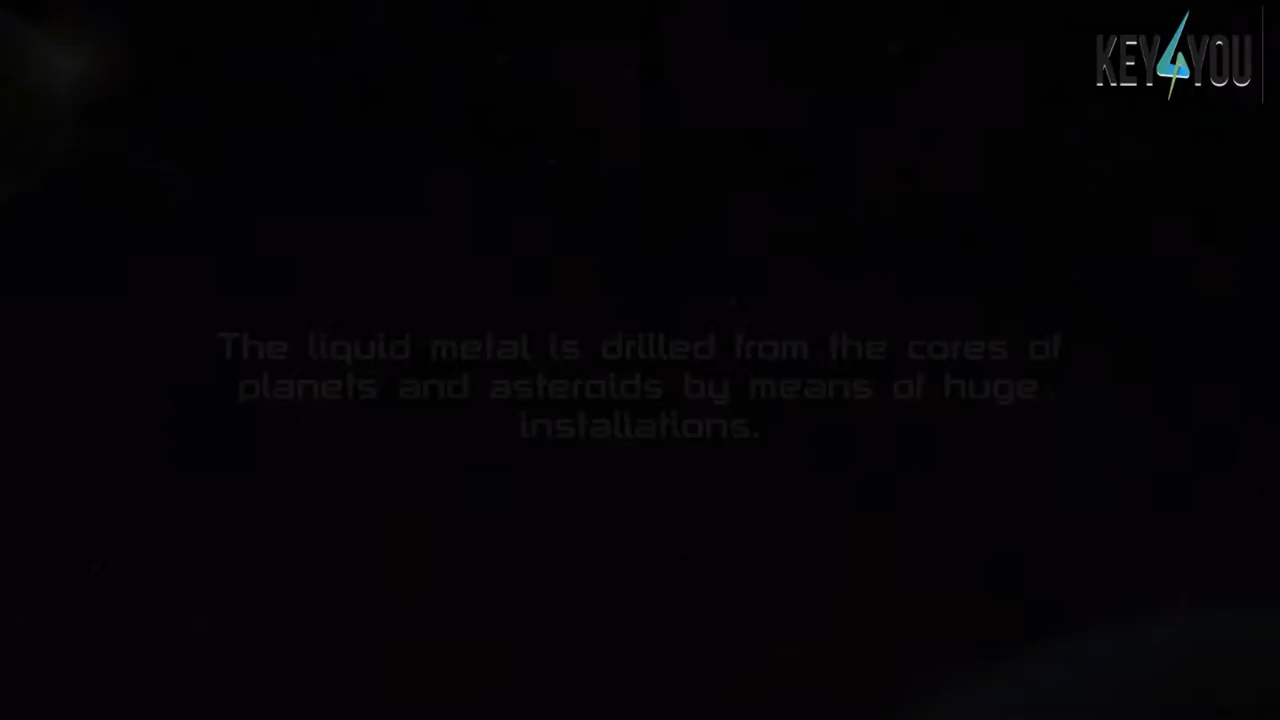 KEY4YOU
The liquid metal is drilled from the cores of
planets and asteroids by means of huge
installations.